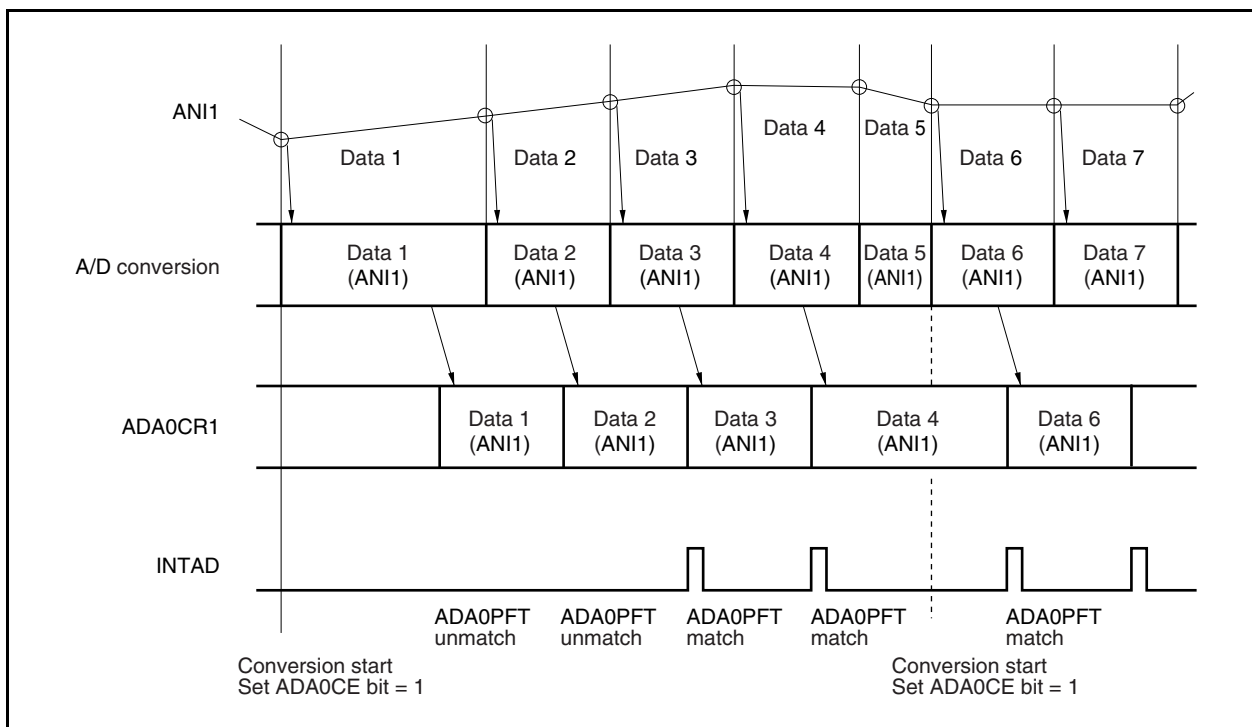 ANI1
Data 1
Data 2
Data 3
Data 4
Data 5
Data 6
Data 7
A/D conversion
Data 1
(ANI1)
Data 2
(ANI1)
Data 3
(ANI1)
Data 4
(ANI1)
Data 5
(ANI1)
Data 6
(ANI1)
Data 7
(ANI1)
ADA0CR1
Data 1
(ANI1)
Data 2
(ANI1)
Data 3
(ANI1)
Data 4
(ANI1)
Data 6
(ANI1)
INTAD
ADA0PFT
unmatch
ADA0PFT
unmatch
ADA0PFT
match
ADA0PFT
match
ADA0PFT
match
Conversion start
Set ADA0CE bit = 1
Conversion start
Set ADA0CE bit = 1